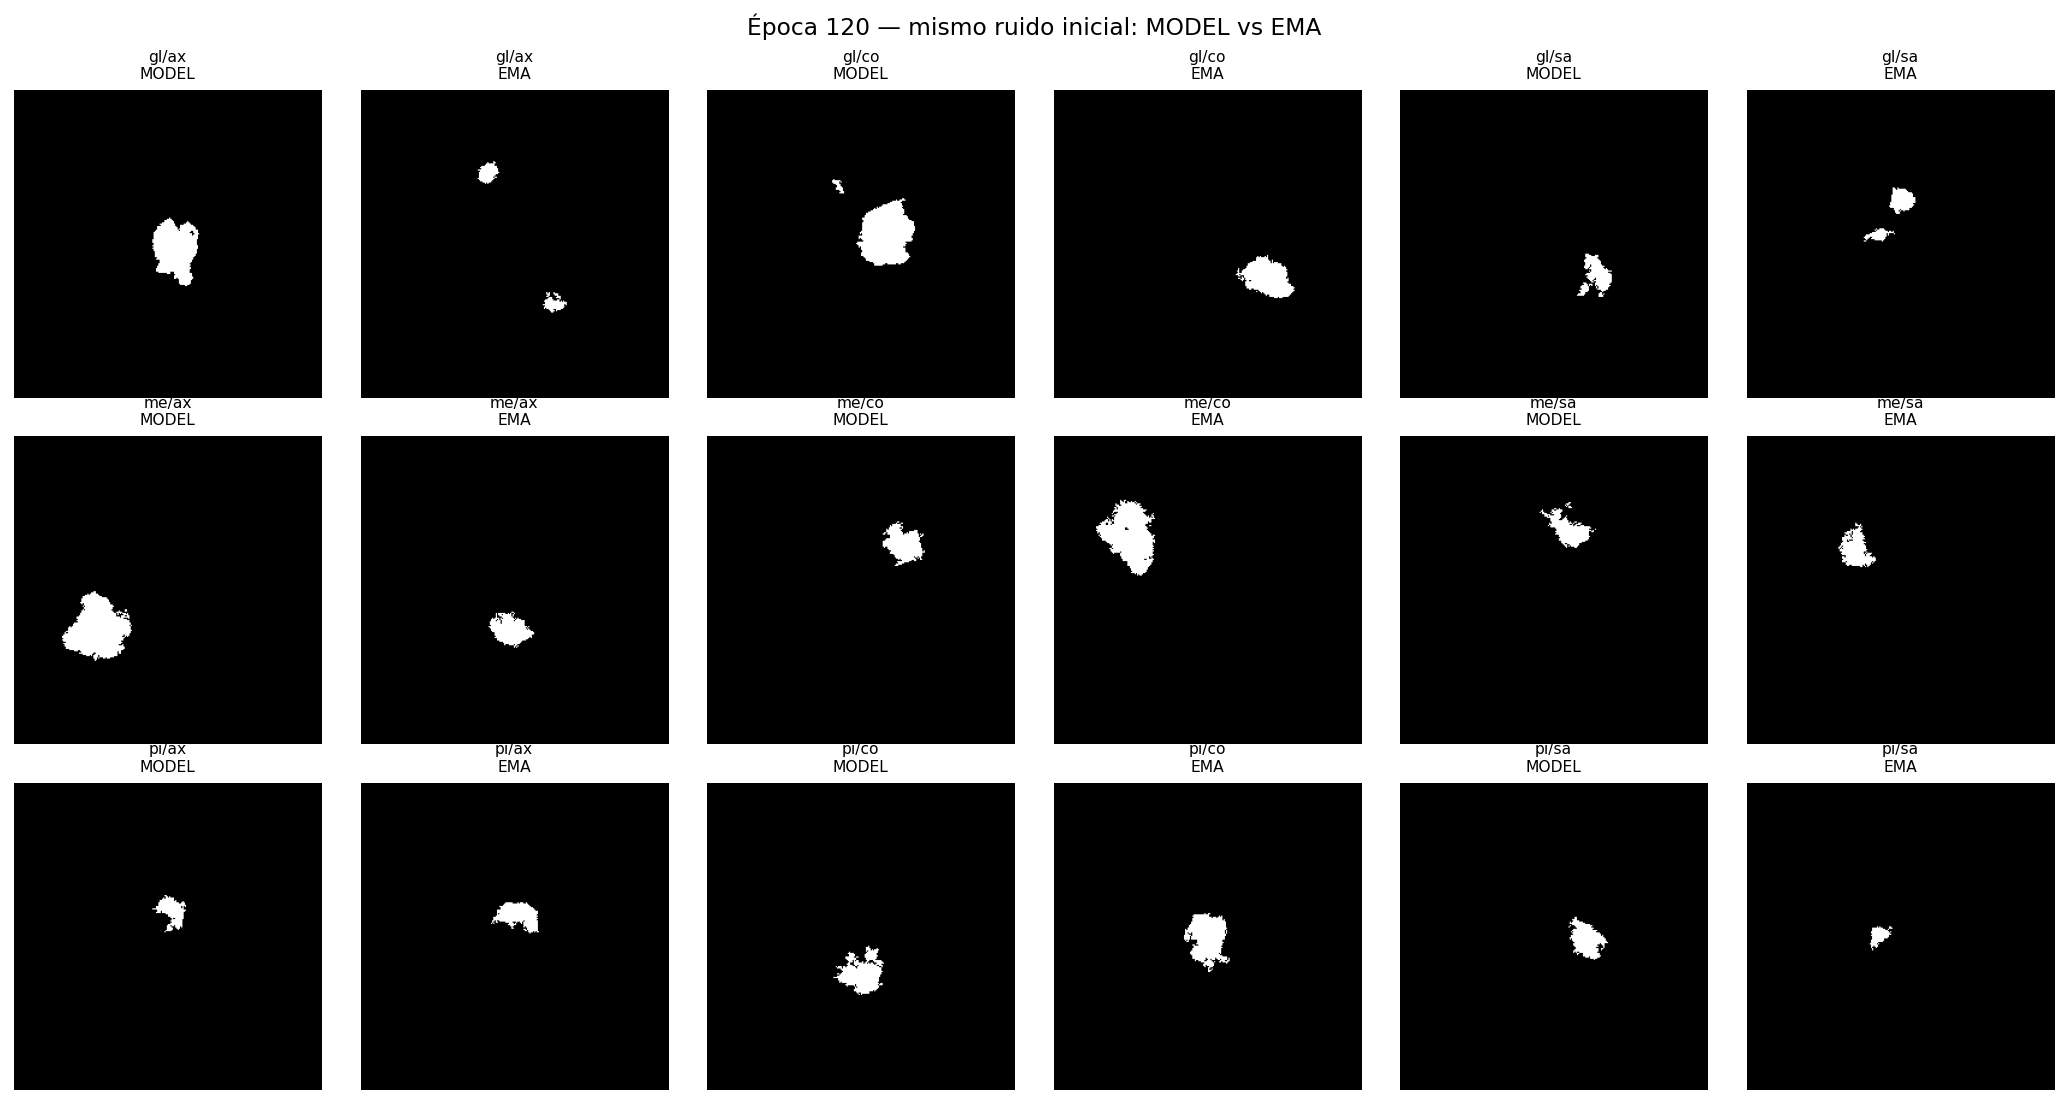 Época 120 — mismo ruido inicial: MODEL vs EMA
gl/ax
MODEL
gl/ax
EMA
gl/co
MODEL
gl/co
EMA
gl/sa
MODEL
gl/sa
EMA
me/ax
MODEL
me/ax
EMA
me/co
MODEL
me/co
EMA
me/sa
MODEL
me/sa
EMA
pi/ax
MODEL
pi/ax
EMA
pi/co
MODEL
pi/co
EMA
pi/sa
MODEL
pi/sa
EMA